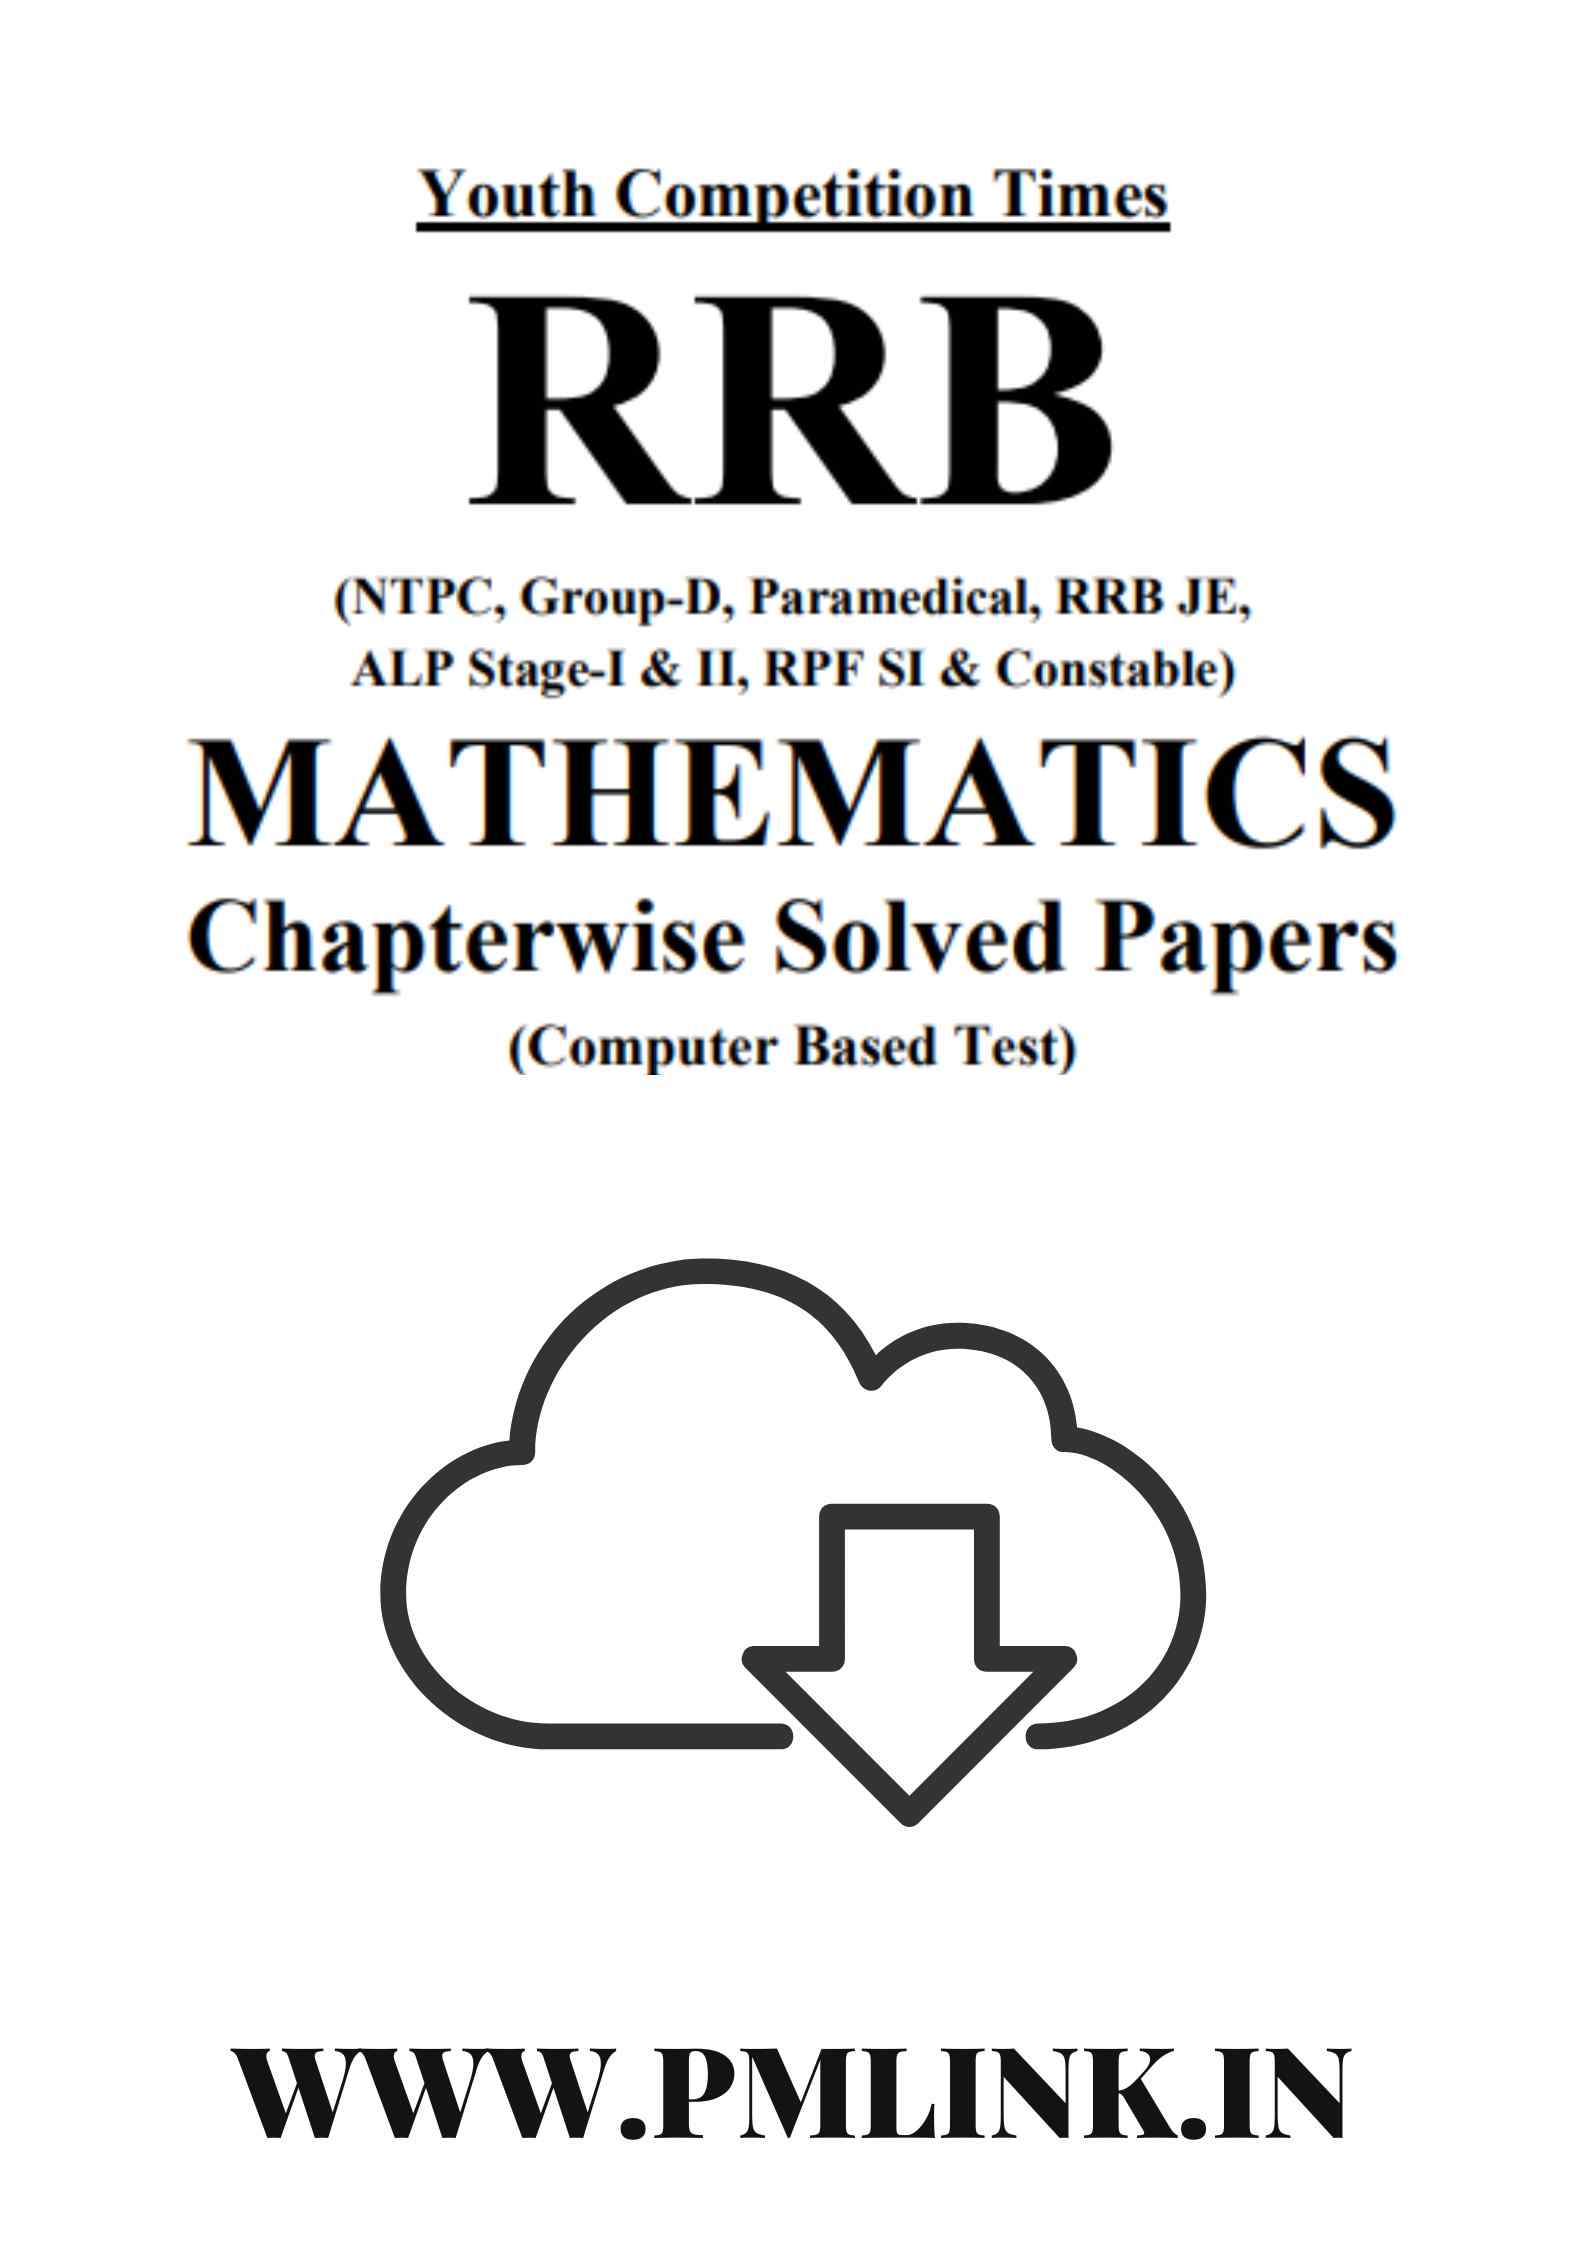 Youth Competition Times
RRB
(NTPC, Group-D, Paramedical, RRB JE,
ALP Stage-I & II, RPF SI & Constable)
MATHEMATICS
Chapterwise Solved Papers
(Computer Based Test)
WWW.PMLINK.IN